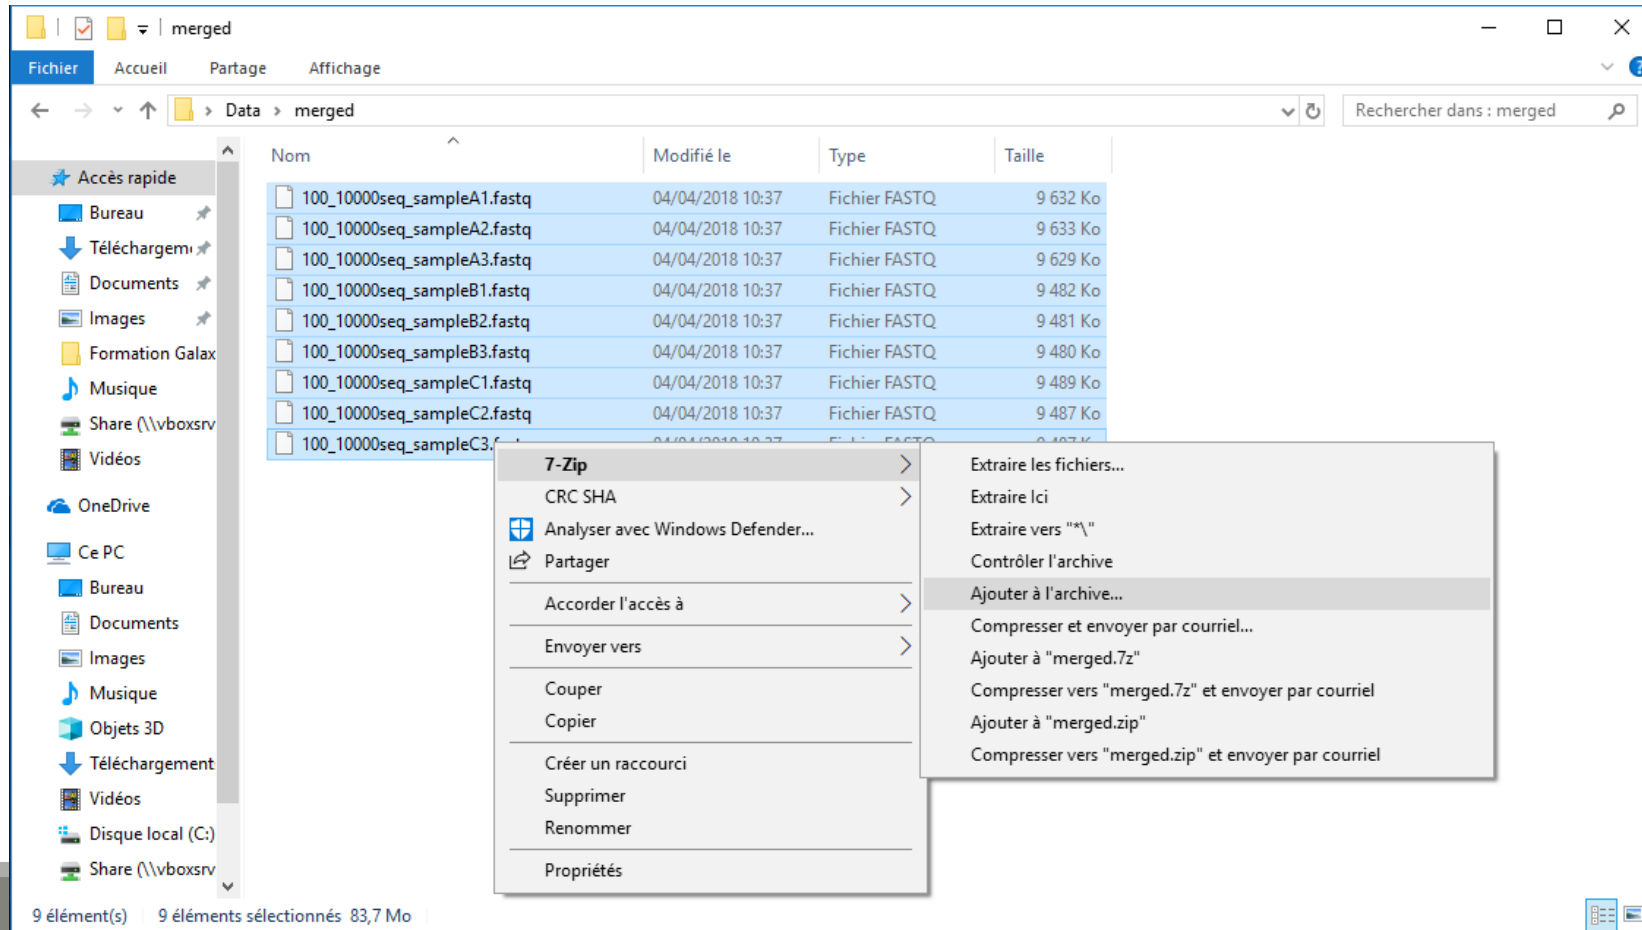 merged
Fichier Accueil Partage Affichage
Data merged Rechercher dans : merged
Nom Modifié le Type Taille
Accès rapide
Bureau
Téléchargem
Documents
Images
Formation Galax
Musique
Share (\\vboxsrv
Vidéos
OneDrive
Ce PC
Bureau
Documents
Images
Musique
Objets 3D
Téléchargement
Vidéos
Disque local (C:)
Share (\\vboxsrv
100_10000seq_sampleA1.fastq 04/04/2018 10:37 Fichier FASTQ 9 632 Ko
100_10000seq_sampleA2.fastq 04/04/2018 10:37 Fichier FASTQ 9 633 Ko
100_10000seq_sampleA3.fastq 04/04/2018 10:37 Fichier FASTQ 9 629 Ko
100_10000seq_sampleB1.fastq 04/04/2018 10:37 Fichier FASTQ 9 482 Ko
100_10000seq_sampleB2.fastq 04/04/2018 10:37 Fichier FASTQ 9 481 Ko
100_10000seq_sampleB3.fastq 04/04/2018 10:37 Fichier FASTQ 9 480 Ko
100_10000seq_sampleC1.fastq 04/04/2018 10:37 Fichier FASTQ 9 489 Ko
100_10000seq_sampleC2.fastq 04/04/2018 10:37 Fichier FASTQ 9 487 Ko
100_10000seq_sampleC3.
7-Zip
CRC SHA
Analyser avec Windows Defender...
Partager
Accorder l'accès à
Envoyer vers
Couper
Copier
Créer un raccourci
Supprimer
Renommer
Propriétés
Extraire les fichiers...
Extraire Ici
Extraire vers "*\"
Contrôler l'archive
Ajouter à l'archive...
Compresser et envoyer par courriel...
Ajouter à "merged.7z"
Compresser vers "merged.7z" et envoyer par courriel
Ajouter à "merged.zip"
Compresser vers "merged.zip" et envoyer par courriel
9 élément(s) 9 éléments sélectionnés 83,7 Mo